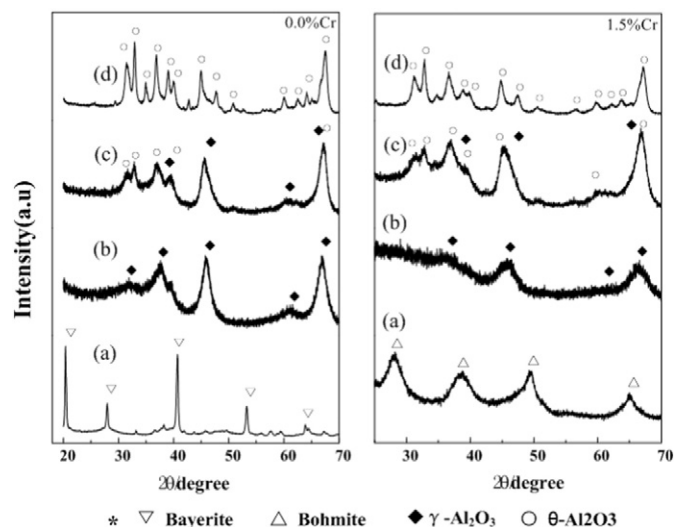 0.0%Cr
(d)
(c)
(b)
(a)
20 30 40 50 60 70
2θ/degree
Intensity(a.u)
1.5%Cr
(d)
(c)
(b)
(a)
30 40 50 60 70
2θ/degree
* ▽ Bayerite △ Bohmite ◆ γ -Al₂O₃ ○ θ-Al2O3